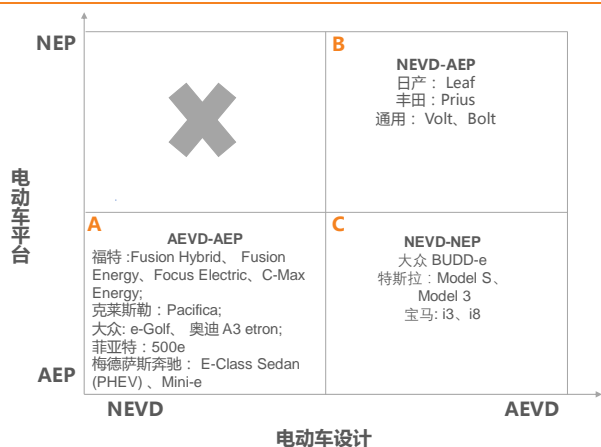 NEP
B
NEVD-AEP
日产： Leaf
丰田：Prius
通用： Volt、Bolt
电动车平台
A
AEVD-AEP
福特 :Fusion Hybrid、 Fusion
Energy、Focus Electric、C-Max
Energy;
克莱斯勒：Pacifica;
大众: e-Golf、 奥迪 A3 etron;
菲亚特：500e
梅德萨斯奔驰： E-Class Sedan
(PHEV) 、Mini-e
C
NEVD-NEP
大众 BUDD-e
特斯拉：Model S、
Model 3
宝马: i3、i8
AEP
NEVD
AEVD
电动车设计